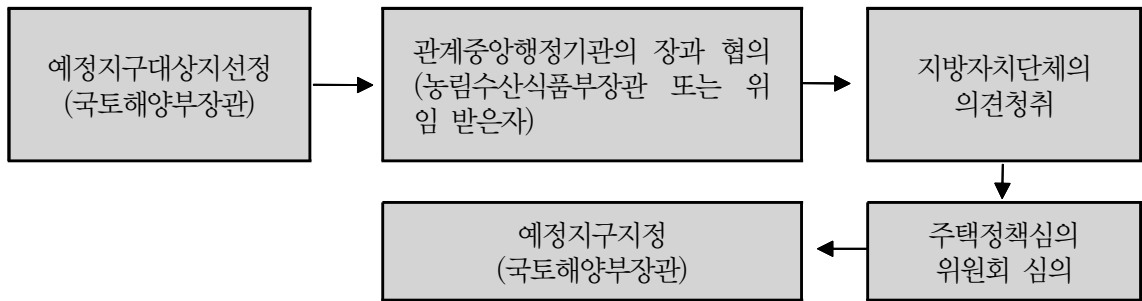 예정지구대상지선정
(국토해양부장관)
관계중앙행정기관의 장과 협의
(농림수산식품부장관 또는 위
임 받은자)
지방자치단체의
의견청취
주택정책심의
위원회 심의
예정지구지정
(국토해양부장관)